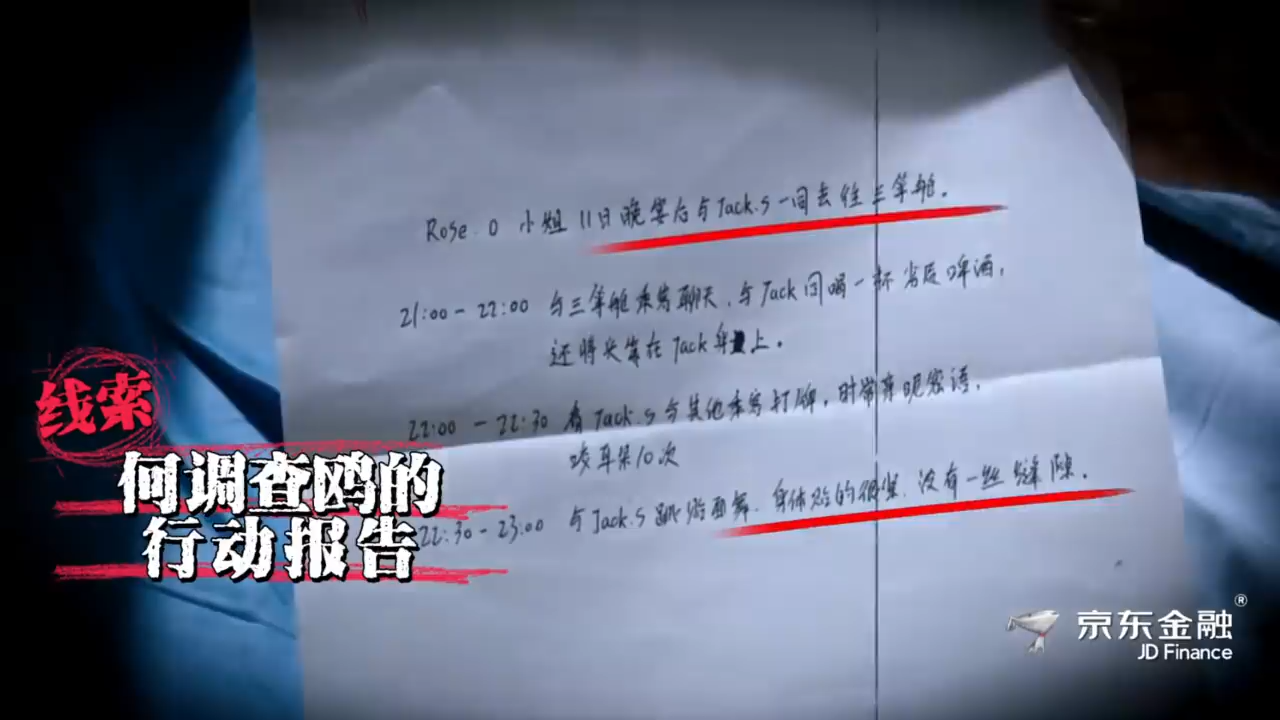 Rose. O 小姐 11日晚宴后与Jack.S一同去往三等舱。
21:00 - 22:00 与三等舱乘客聊天,与Jack同喝一杯劣质啤酒,
还将头靠在Jack身上。
22:00 - 22:30 看Jack.S与其他乘客打牌,时常亲昵密语,
咬耳朵10次
22:30 - 23:00 与Jack.S跳踢面舞,身体贴的很紧,没有一丝缝隙。
线索
何调查鸥的
行动报告
京东金融®
JD Finance